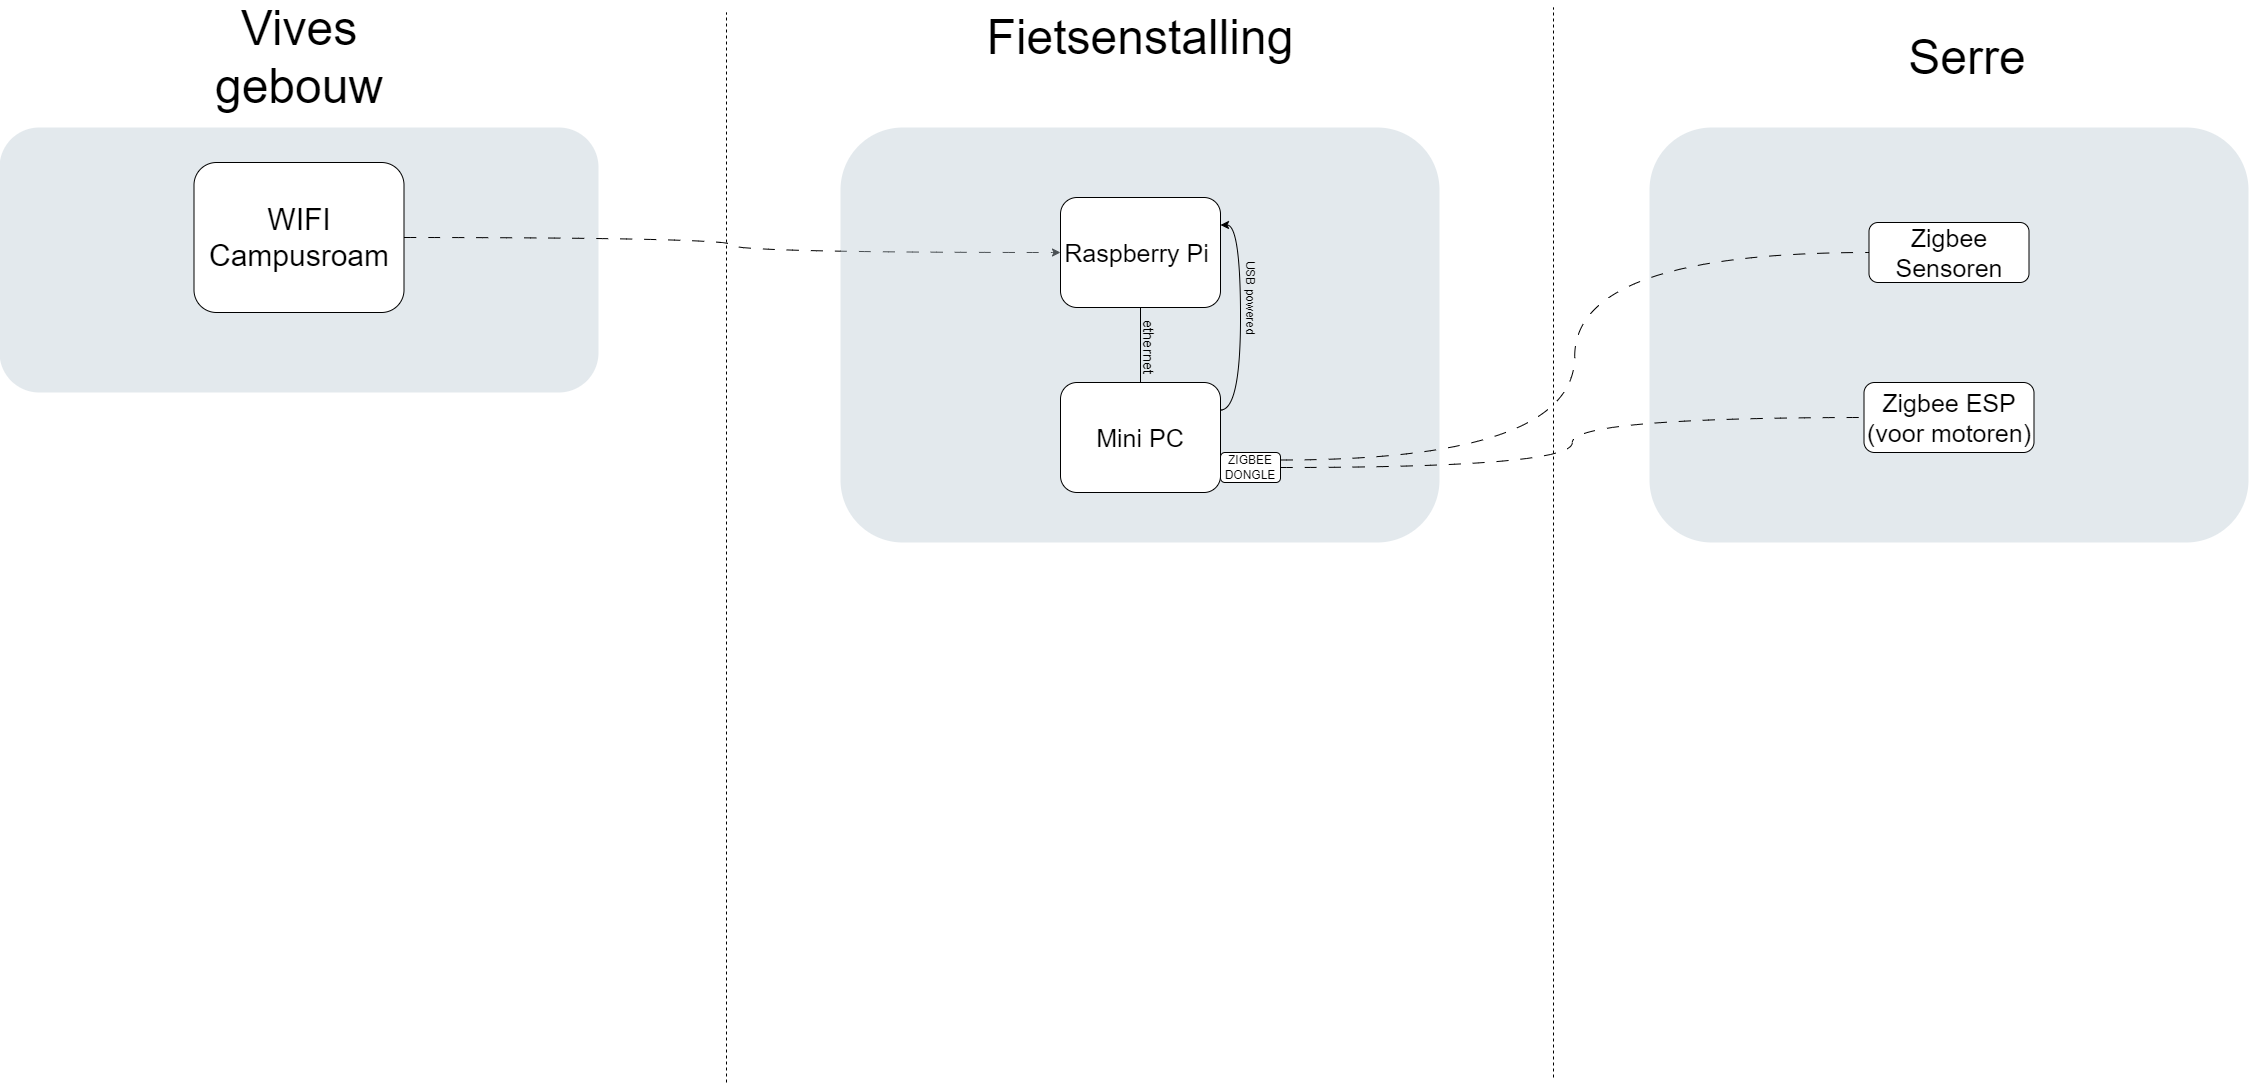 Vives
gebouw
Fietsenstalling
Serre
WIFI
Campusroam
Raspberry Pi
USB powered
ethernet
Mini PC
ZIGBEE
DONGLE
Zigbee
Sensoren
Zigbee ESP
(voor motoren)